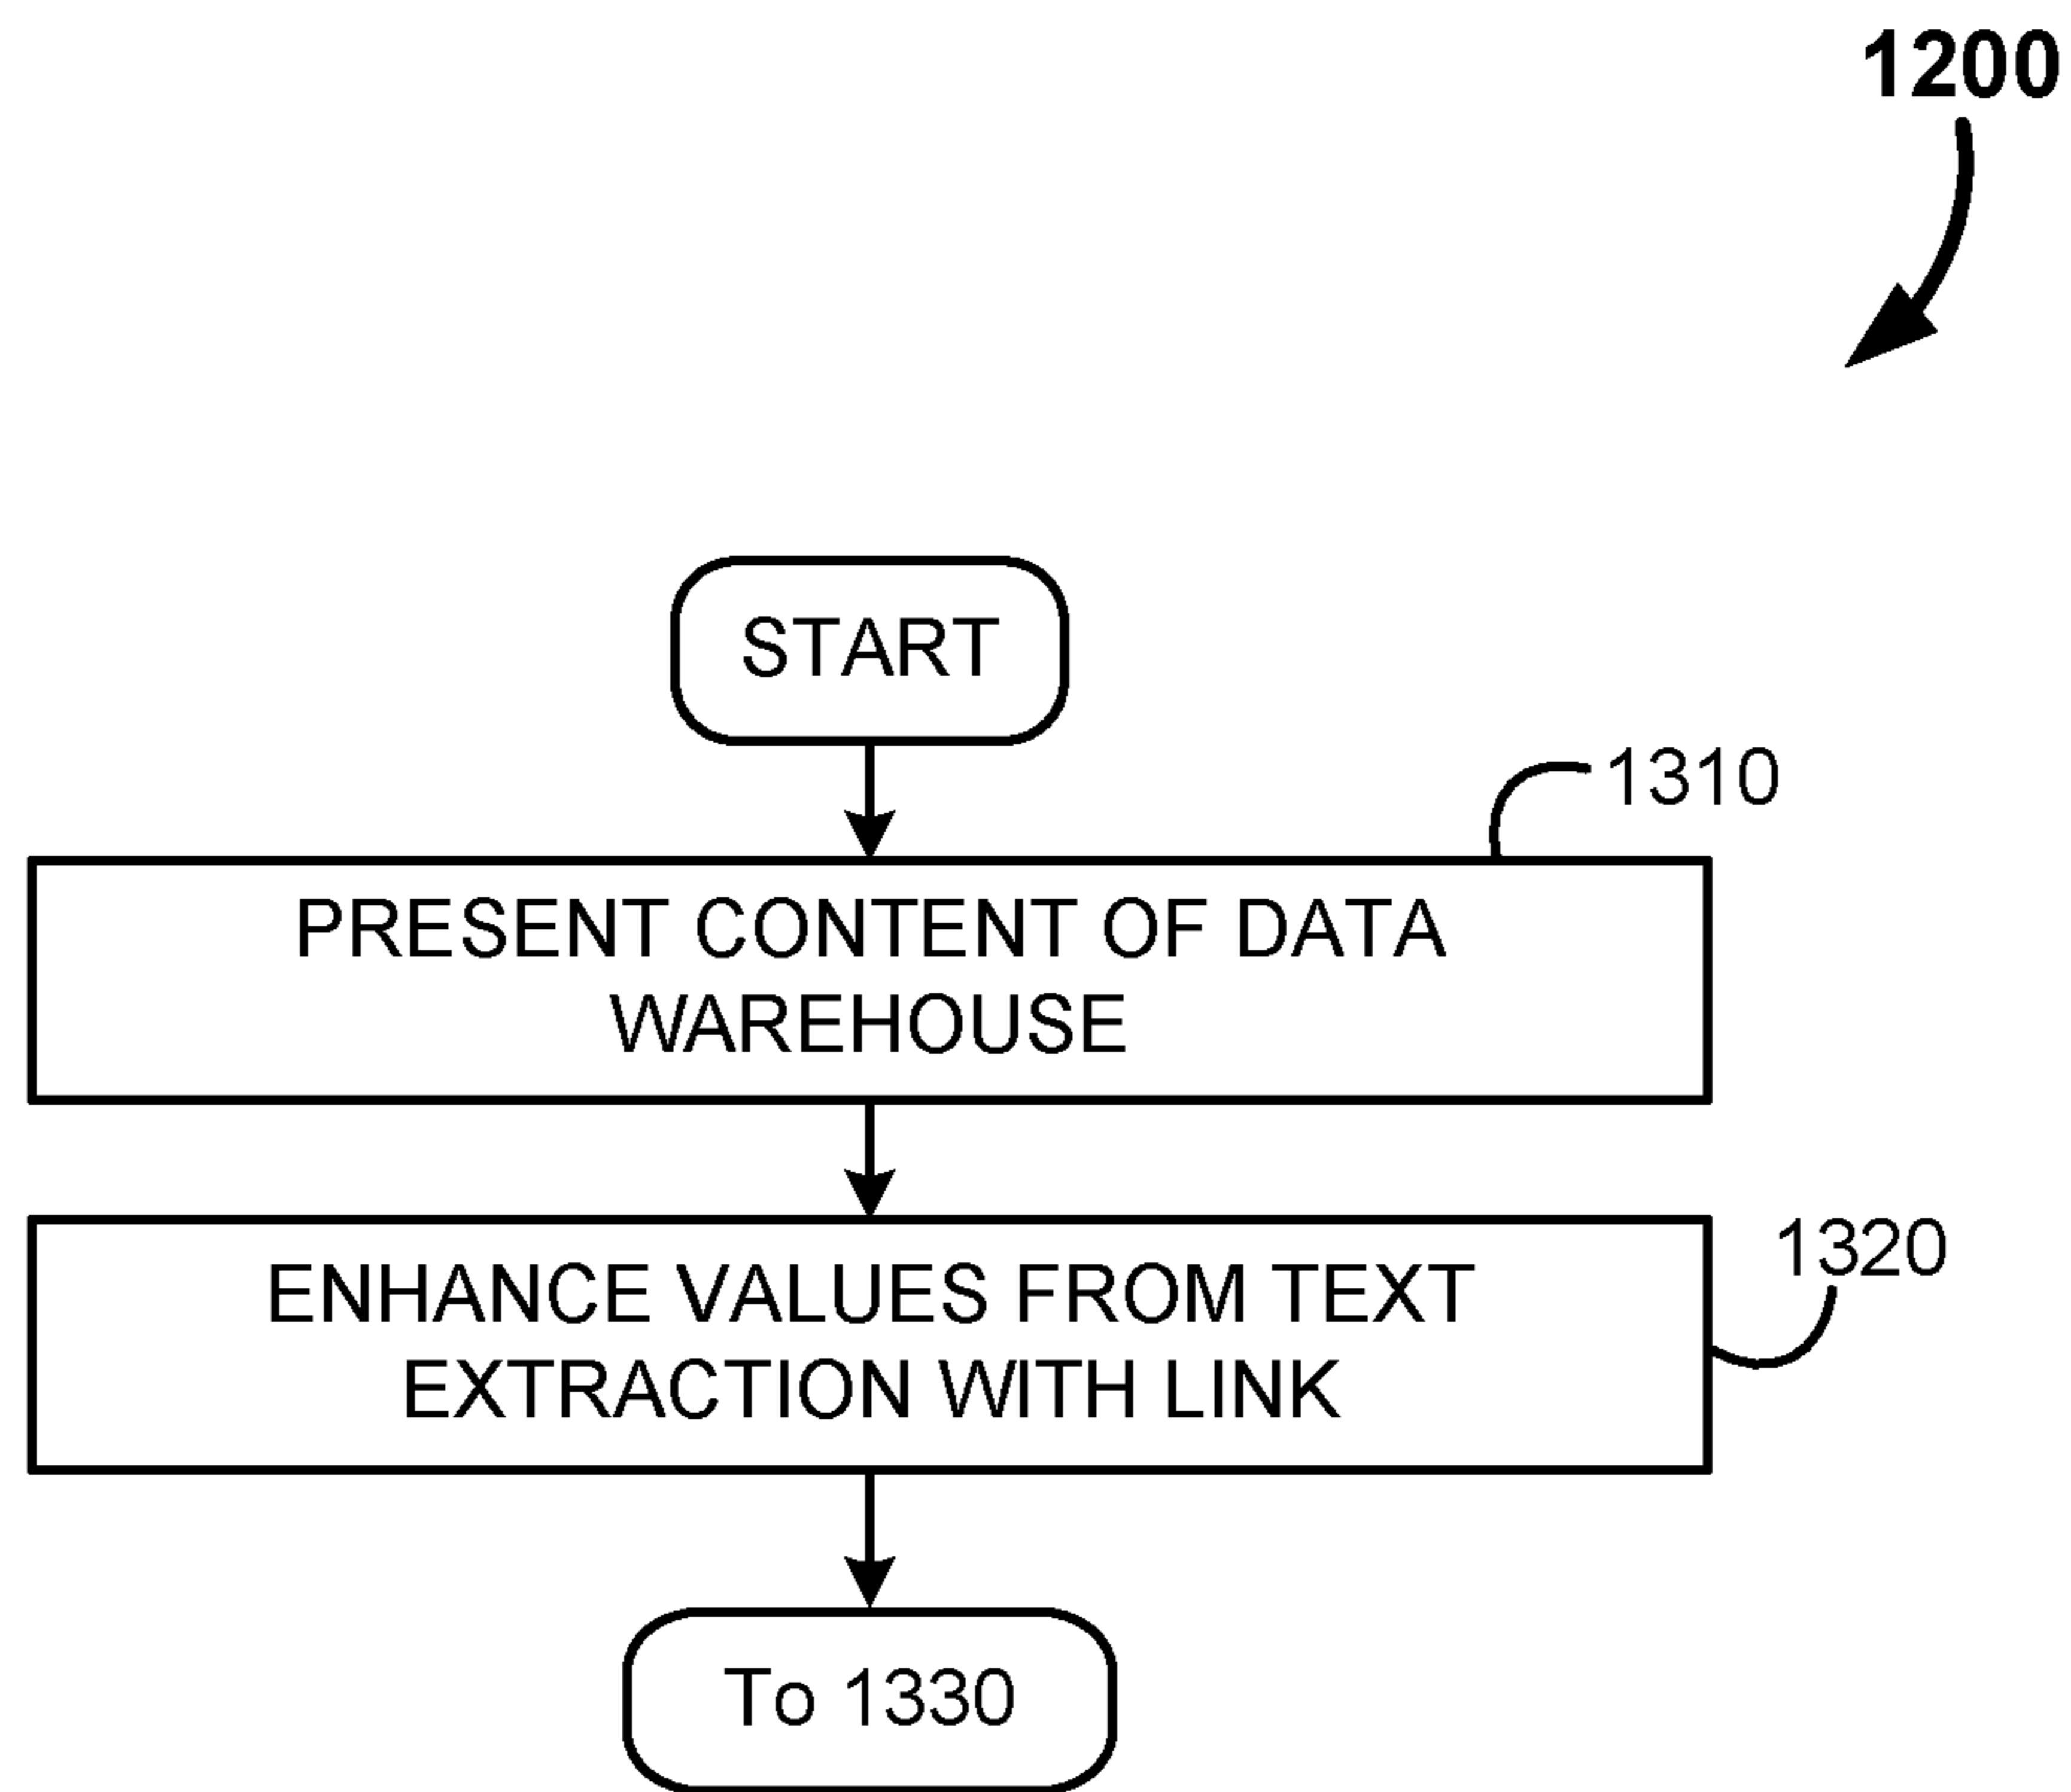 1200
START
1310
PRESENT CONTENT OF DATA
WAREHOUSE
1320
ENHANCE VALUES FROM TEXT
EXTRACTION WITH LINK
To 1330